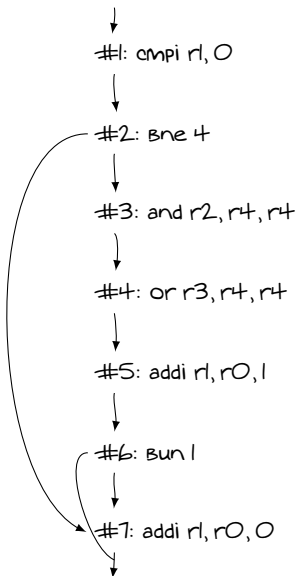 #1: cmpi r1, 0
#2: Bne 4
#3: and r2, r4, r4
#4: or r3, r4, r4
#5: addi r1, r0, 1
#6: Bun 1
#7: addi r1, r0, 0